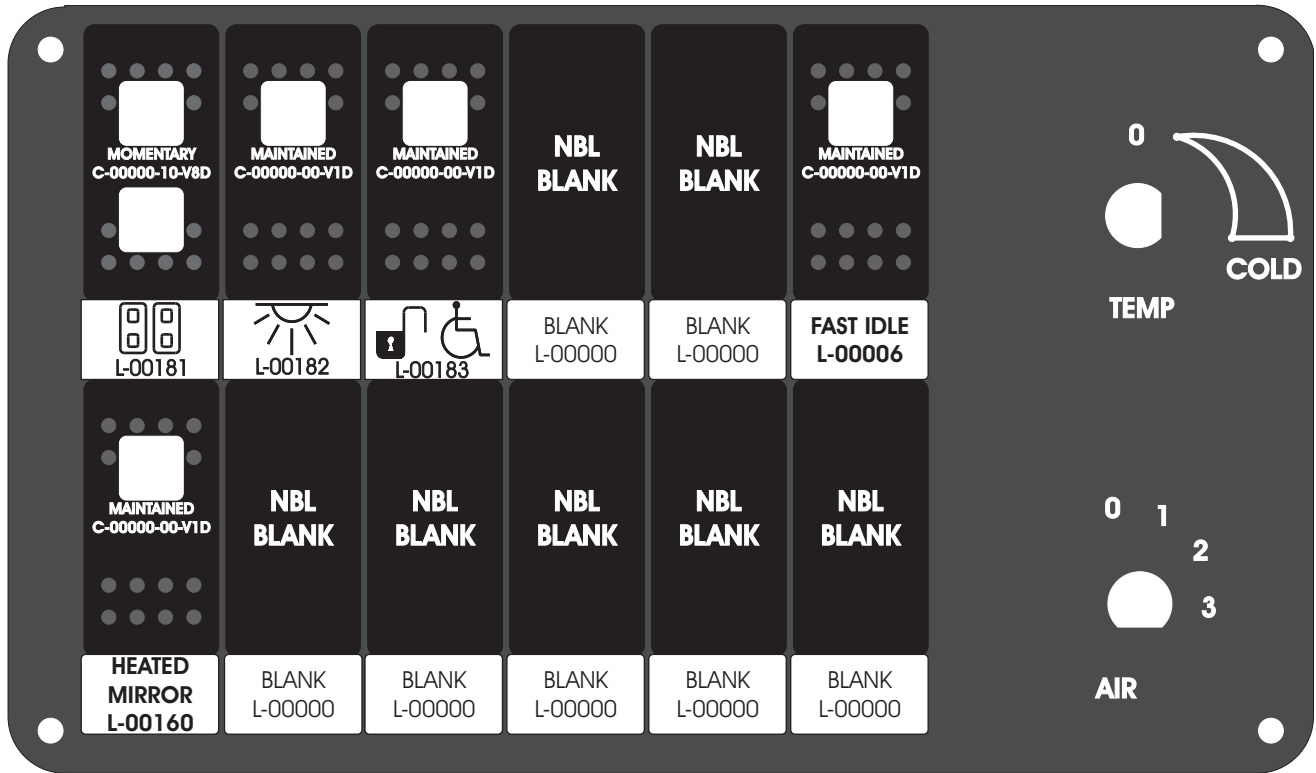 MOMENTARY
C-00000-10-V8D
MAINTAINED
C-00000-00-V1D
MAINTAINED
C-00000-00-V1D
NBL
BLANK
NBL
BLANK
MAINTAINED
C-00000-00-V1D
L-00181
L-00182
L-00183
BLANK
L-00000
BLANK
L-00000
FAST IDLE
L-00006
0
COLD
TEMP
MAINTAINED
C-00000-00-V1D
NBL
BLANK
NBL
BLANK
NBL
BLANK
NBL
BLANK
NBL
BLANK
HEATED
MIRROR
L-00160
BLANK
L-00000
BLANK
L-00000
BLANK
L-00000
BLANK
L-00000
BLANK
L-00000
0
1
2
3
AIR